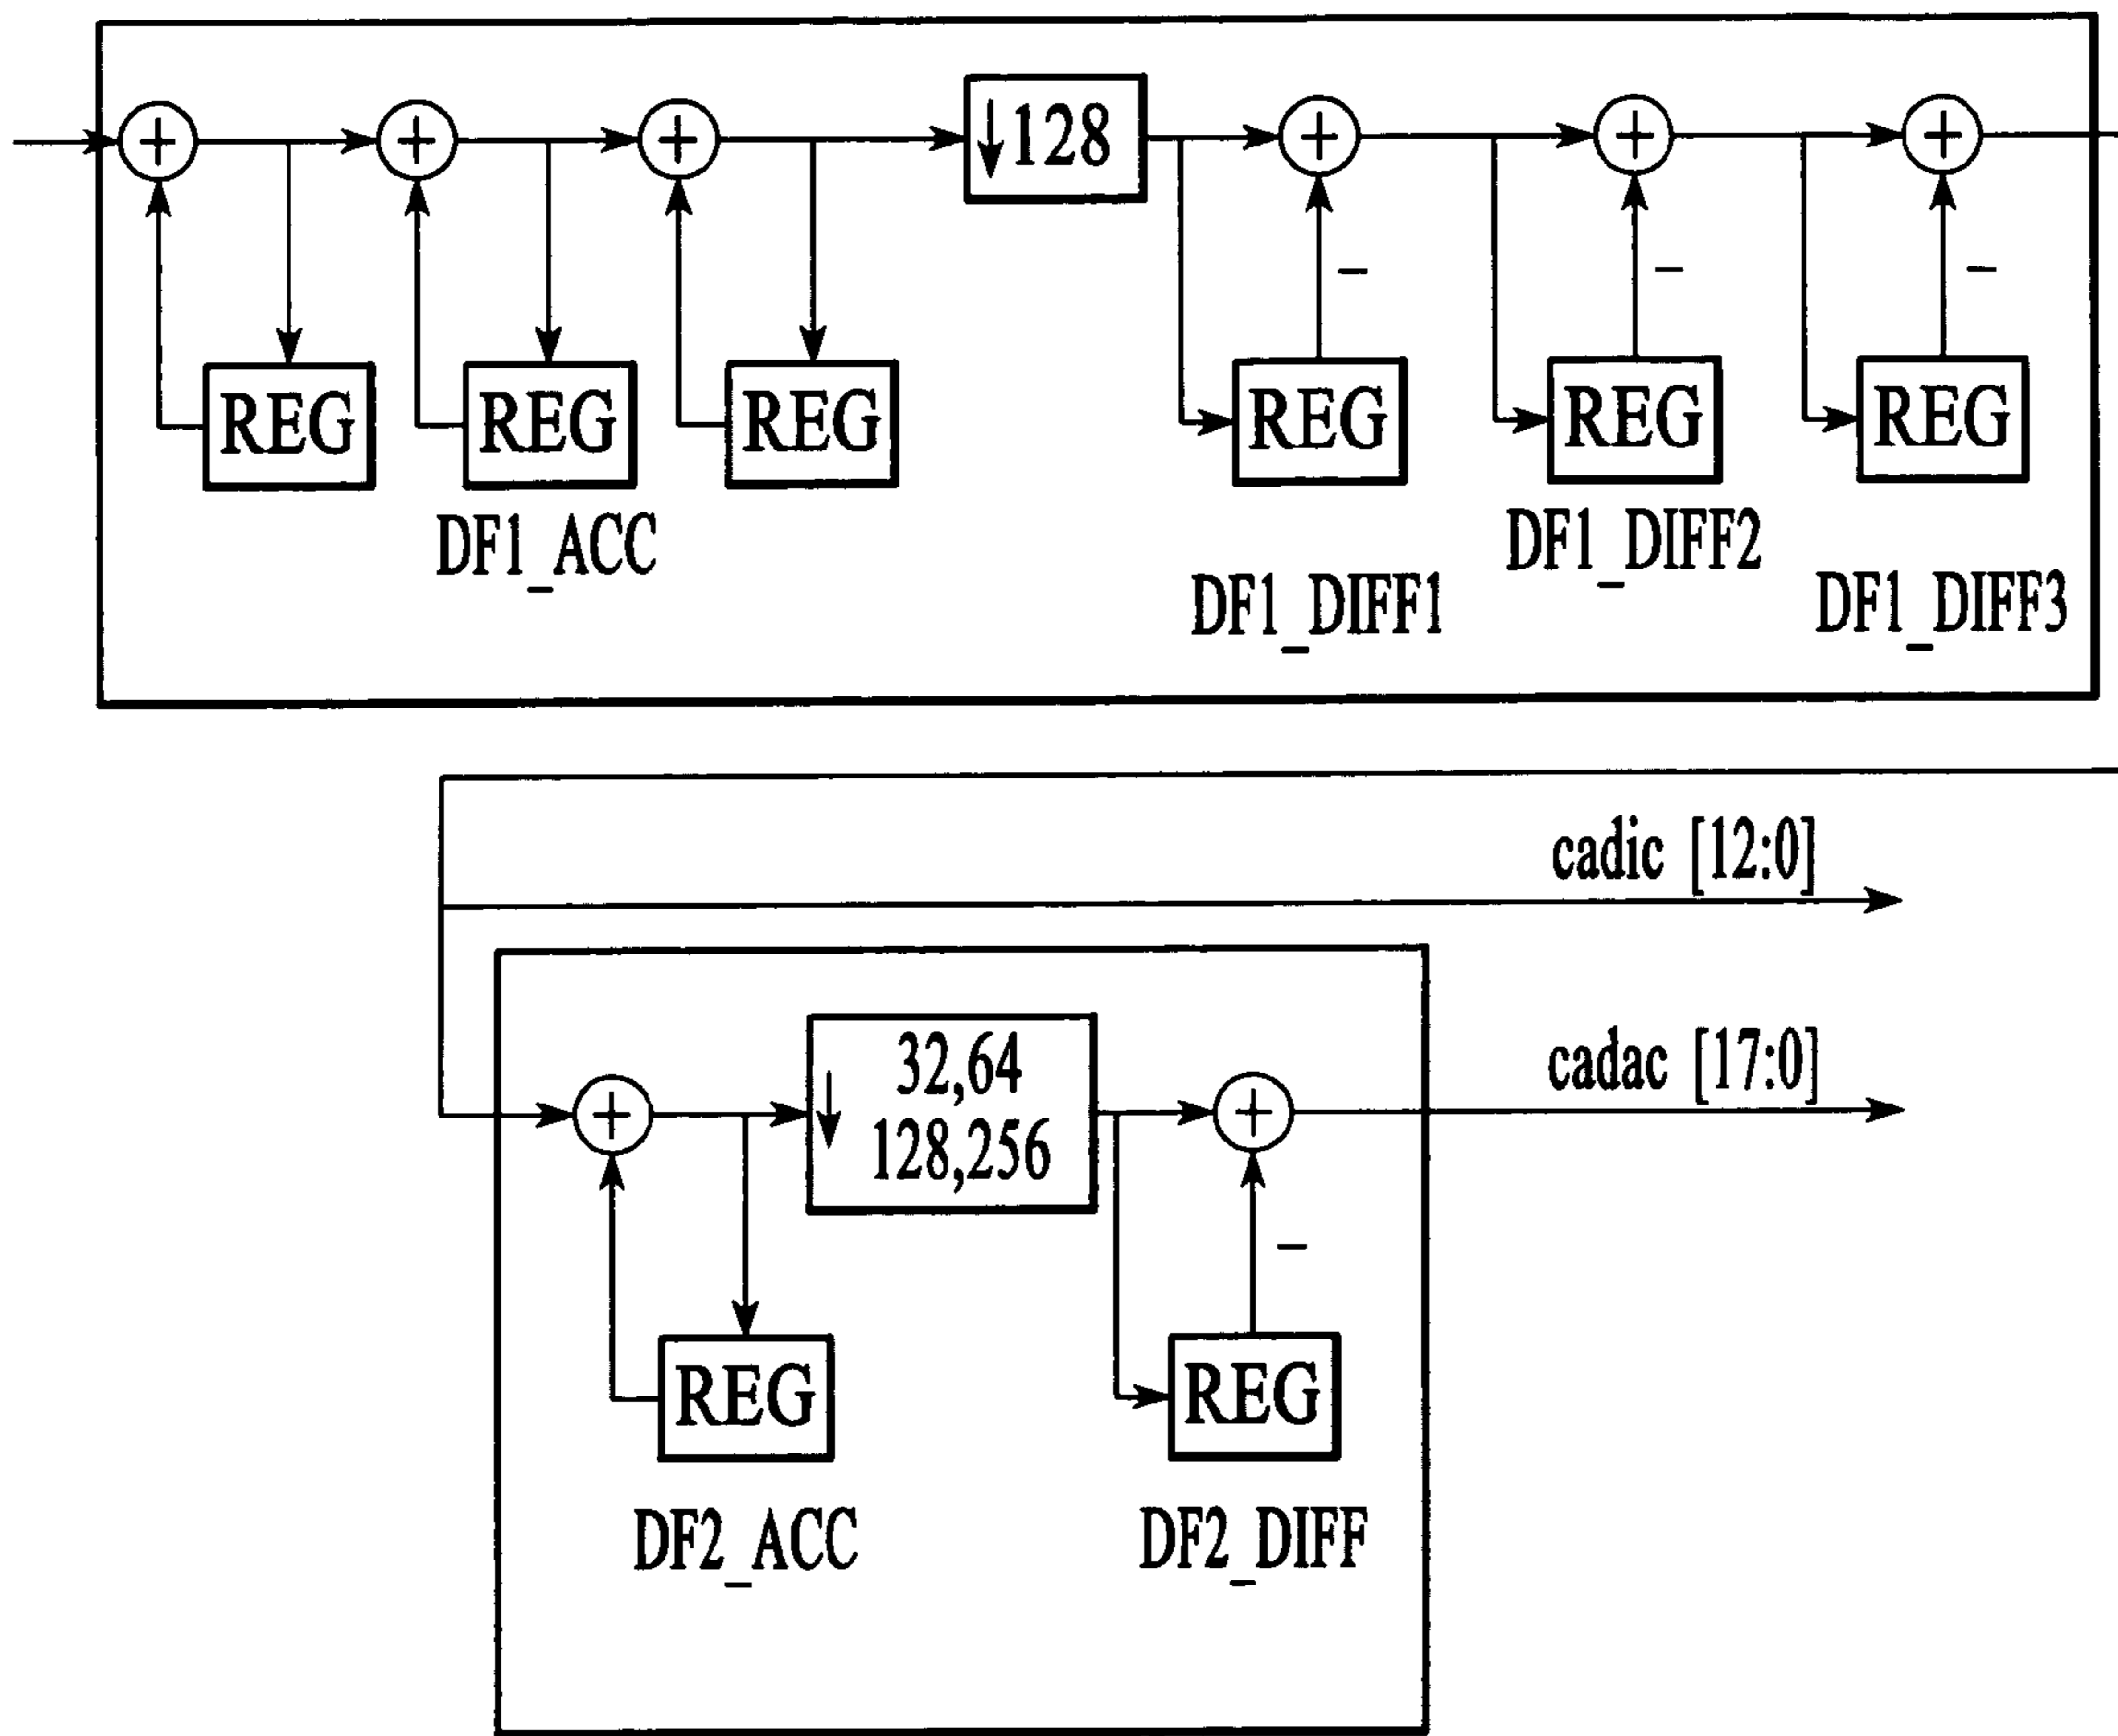 ↓128
REG
REG
REG
REG
REG
REG
DF1_ACC
DF1_DIFF1
DF1_DIFF2
DF1_DIFF3
cadic [12:0]
32,64
↓ 128,256
cadac [17:0]
REG
REG
DF2_ACC
DF2_DIFF